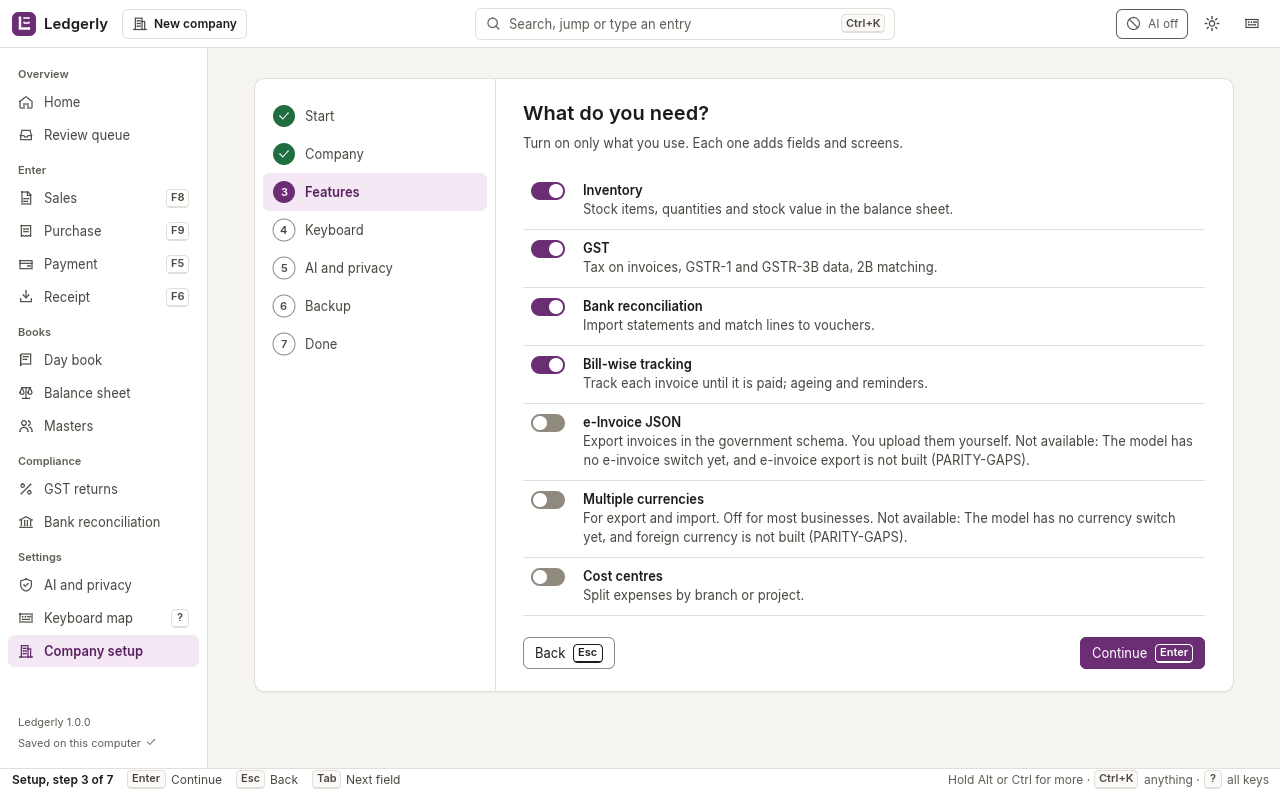 Ledgerly
New company
Search, jump or type an entry
Ctrl+K
AI off
Overview
Home
Review queue
Enter
Sales F8
Purchase F9
Payment F5
Receipt F6
Books
Day book
Balance sheet
Masters
Compliance
GST returns
Bank reconciliation
Settings
AI and privacy
Keyboard map ?
Company setup
Ledgerly 1.0.0
Saved on this computer
Start
Company
3 Features
4 Keyboard
5 AI and privacy
6 Backup
7 Done
What do you need?
Turn on only what you use. Each one adds fields and screens.
Inventory
Stock items, quantities and stock value in the balance sheet.
GST
Tax on invoices, GSTR-1 and GSTR-3B data, 2B matching.
Bank reconciliation
Import statements and match lines to vouchers.
Bill-wise tracking
Track each invoice until it is paid; ageing and reminders.
e-Invoice JSON
Export invoices in the government schema. You upload them yourself. Not available: The model has
no e-invoice switch yet, and e-invoice export is not built (PARITY-GAPS).
Multiple currencies
For export and import. Off for most businesses. Not available: The model has no currency switch
yet, and foreign currency is not built (PARITY-GAPS).
Cost centres
Split expenses by branch or project.
Back Esc
Continue Enter
Setup, step 3 of 7 Enter Continue Esc Back Tab Next field
Hold Alt or Ctrl for more · Ctrl+K anything · ? all keys